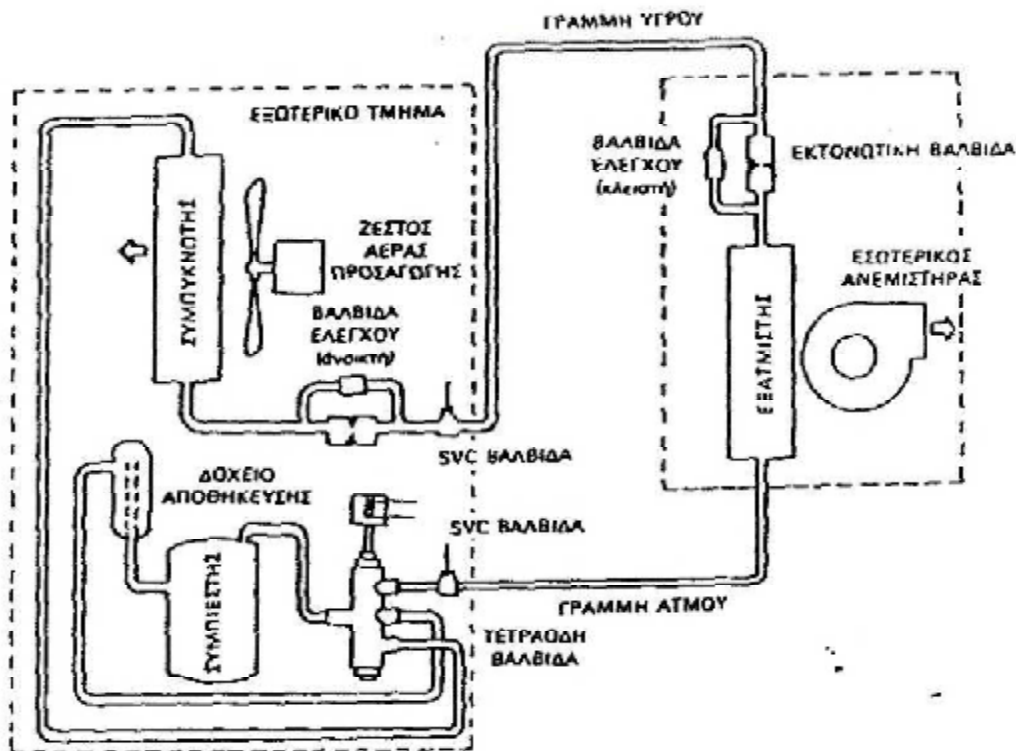 ΓΡΑΜΜΗ ΥΓΡΟΥ
ΕΞΩΤΕΡΙΚΟ ΤΜΗΜΑ
ΒΑΛΒΙΔΑ
ΕΛΕΓΧΟΥ
(κλειστή)
ΕΚΤΟΝΩΤΙΚΗ ΒΑΛΒΙΔΑ
ΣΥΜΠΥΚΝΩΤΗΣ
ΖΕΣΤΟΣ
ΑΕΡΑΣ
ΠΡΟΣΑΓΩΓΗΣ
ΕΣΩΤΕΡΙΚΟΣ
ΑΝΕΜΙΣΤΗΡΑΣ
ΒΑΛΒΙΔΑ
ΕΛΕΓΧΟΥ
(άνοικτή)
ΕΞΑΤΜΙΣΤΗΣ
SVC ΒΑΛΒΙΔΑ
ΔΟΧΕΙΟ
ΑΠΟΘΗΚΕΥΣΗΣ
SVC ΒΑΛΒΙΔΑ
ΣΥΜΠΙΕΣΤΗΣ
ΓΡΑΜΜΗ ΑΤΜΟΥ
ΤΕΤΡΑΟΔΗ
ΒΑΛΒΙΔΑ